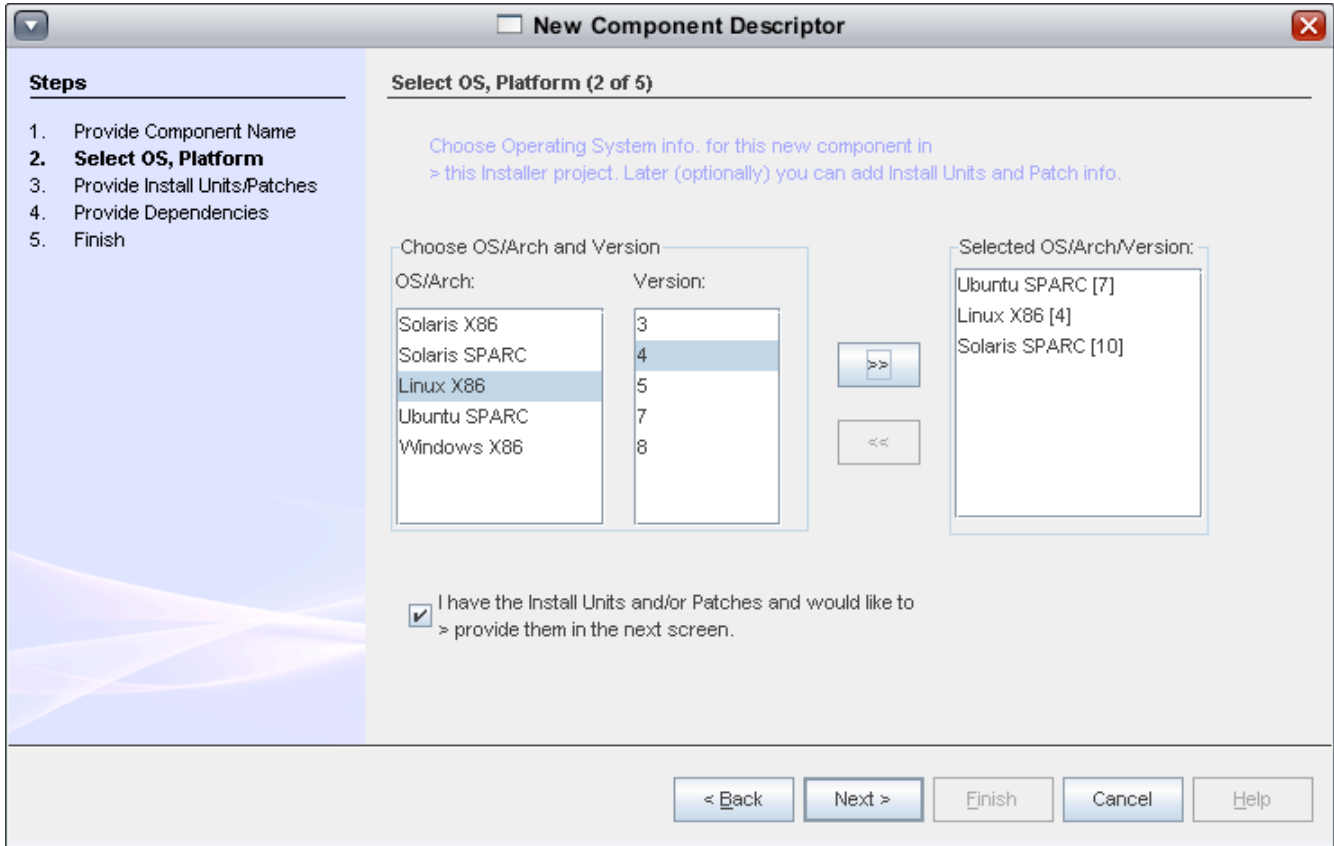 New Component Descriptor
Steps
1. Provide Component Name
2. Select OS, Platform
3. Provide Install Units/Patches
4. Provide Dependencies
5. Finish
Select OS, Platform (2 of 5)
Choose Operating System info. for this new component in
> this Installer project. Later (optionally) you can add Install Units and Patch info.
Choose OS/Arch and Version
OS/Arch:
Solaris X86
Solaris SPARC
Linux X86
Ubuntu SPARC
Windows X86
Version:
3
4
5
7
8
>>
<<
Selected OS/Arch/Version:
Ubuntu SPARC [7]
Linux X86 [4]
Solaris SPARC [10]
I have the Install Units and/or Patches and would like to
> provide them in the next screen.
< Back
Next >
Finish
Cancel
Help